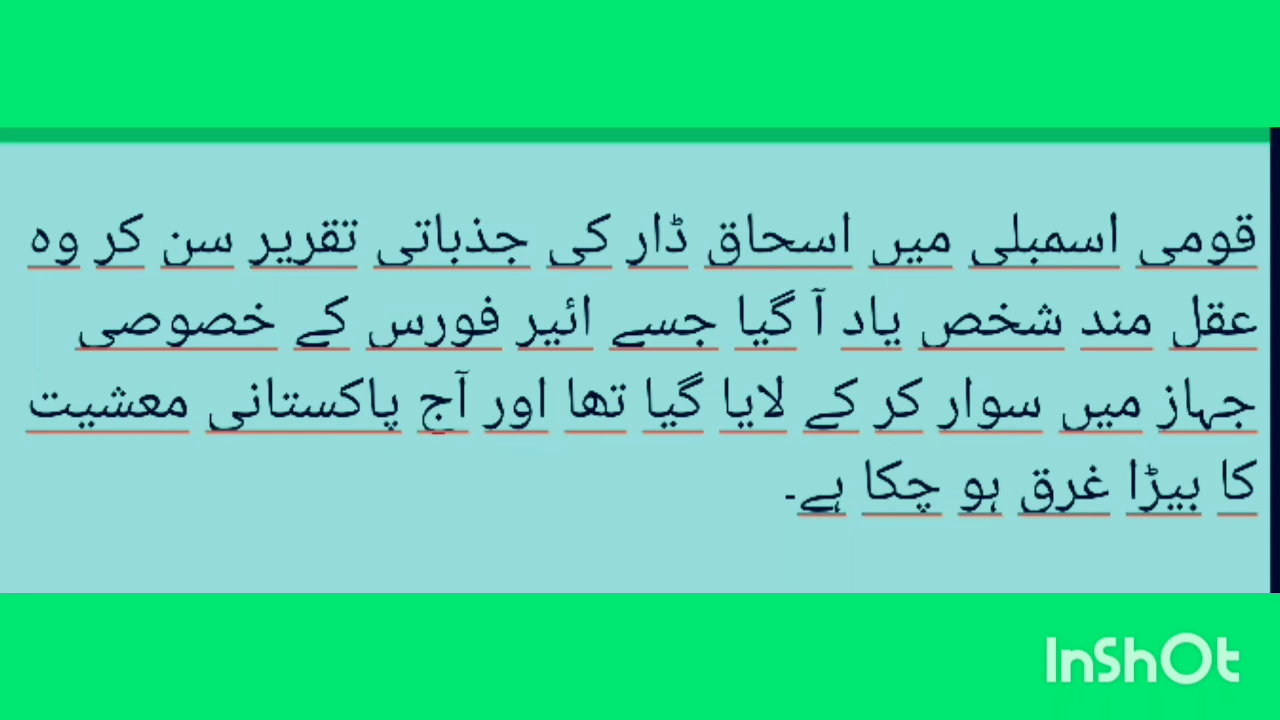 قومی اسمبلی میں اسحاق ڈار کی جذباتی تقریر سن کر وہ
عقل مند شخص یاد آ گیا جسے ائیر فورس کے خصوصی
جہاز میں سوار کر کے لایا گیا تھا اور آج پاکستانی معشیت
کا بیڑا غرق ہو چکا ہے۔
InShOt